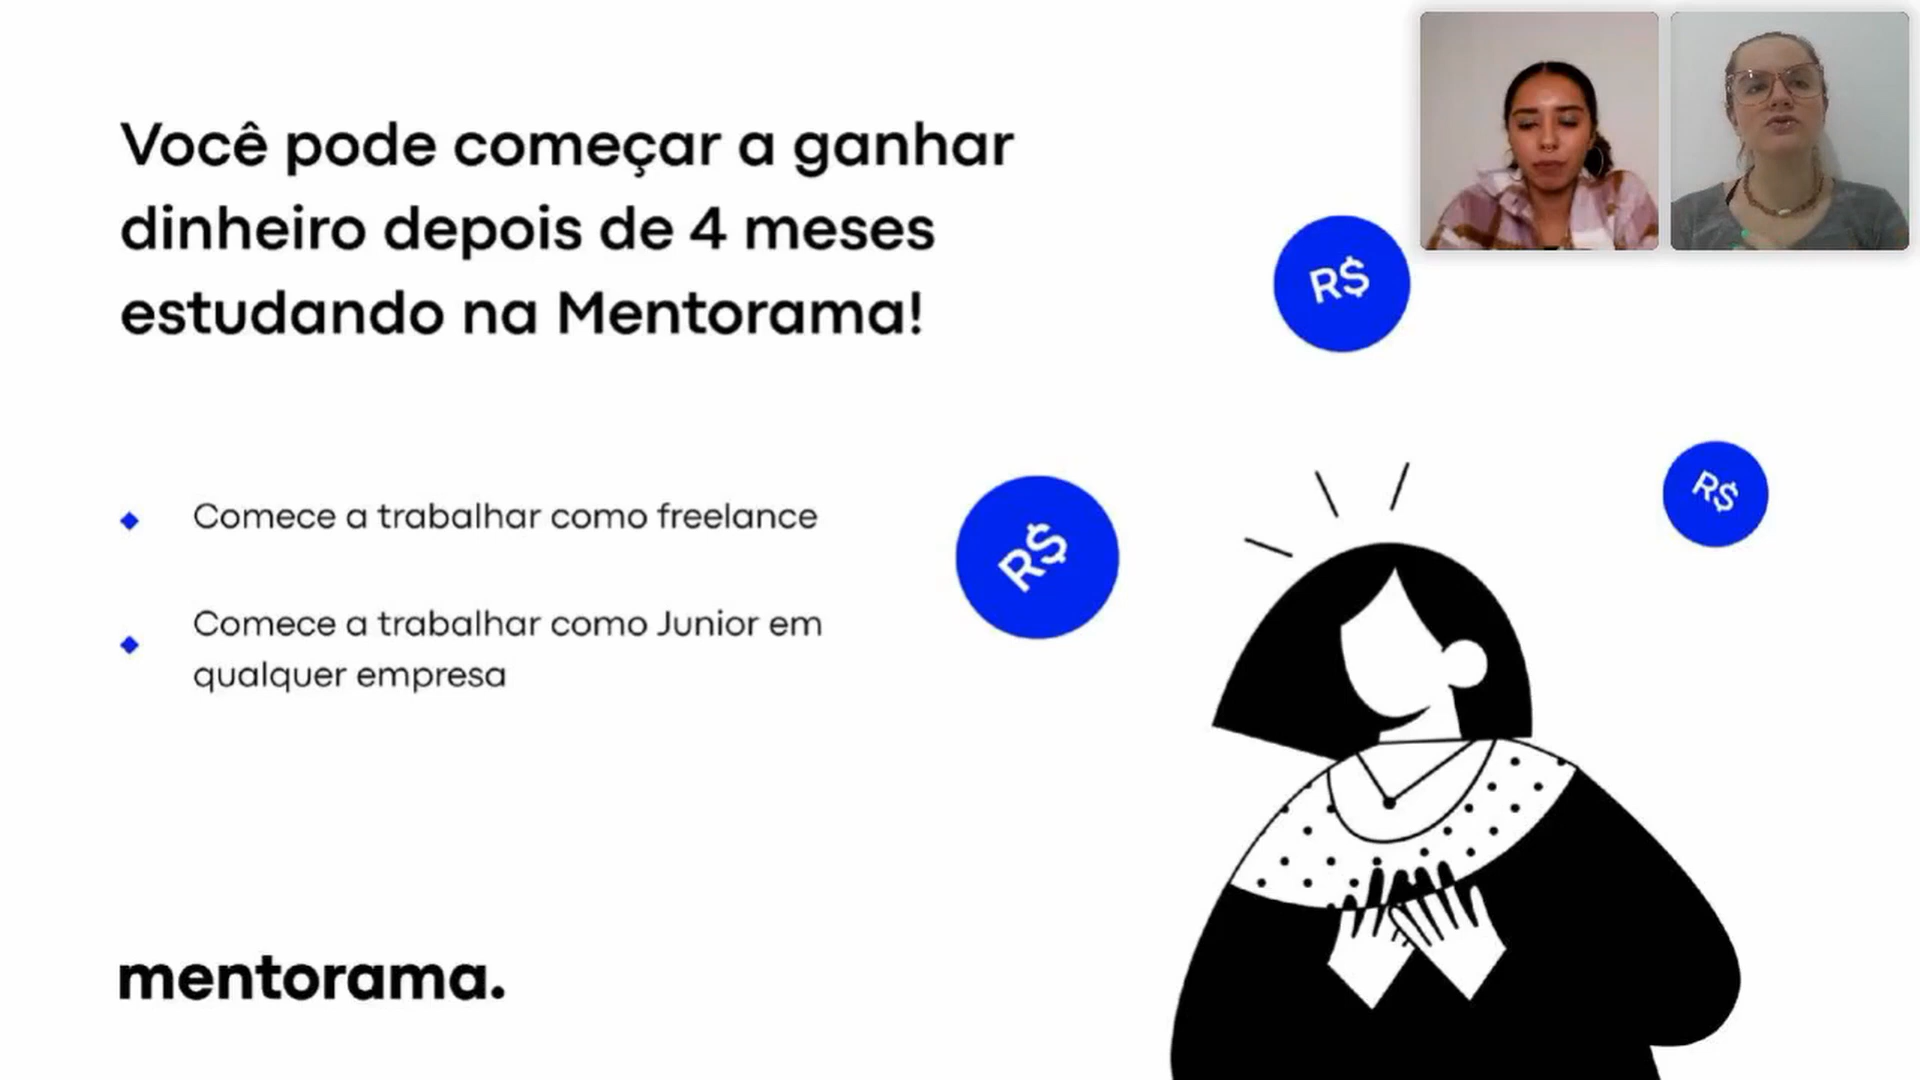 Você pode começar a ganhar
dinheiro depois de 4 meses
estudando na Mentorama!
R$
R$
R$
Comece a trabalhar como freelance
Comece a trabalhar como Junior em
qualquer empresa
mentorama.